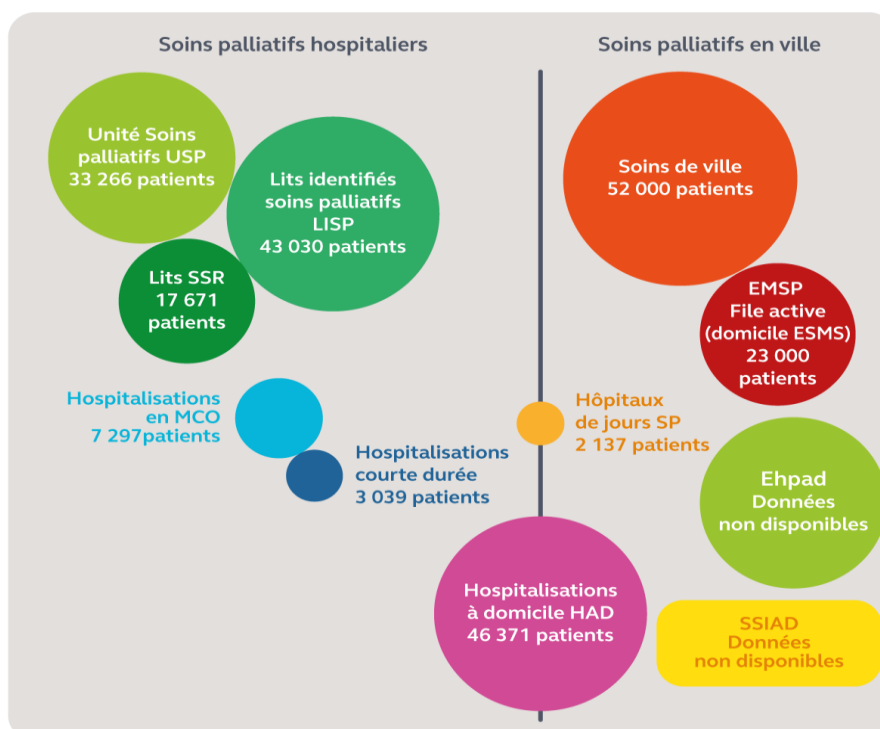 Soins palliatifs hospitaliers
Soins palliatifs en ville
Unité Soins
palliatifs USP
33 266 patients
Lits identifiés
soins palliatifs
LISP
43 030 patients
Lits SSR
17 671
patients
Hospitalisations
en MCO
7 297patients
Hospitalisations
courte durée
3 039 patients
Soins de ville
52 000 patients
EMSP
File active
(domicile ESMS)
23 000
patients
Hôpitaux
de jours SP
2 137 patients
Ehpad
Données
non disponibles
Hospitalisations
à domicile HAD
46 371 patients
SSIAD
Données
non disponibles